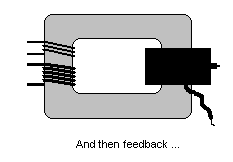 And then feedback ...